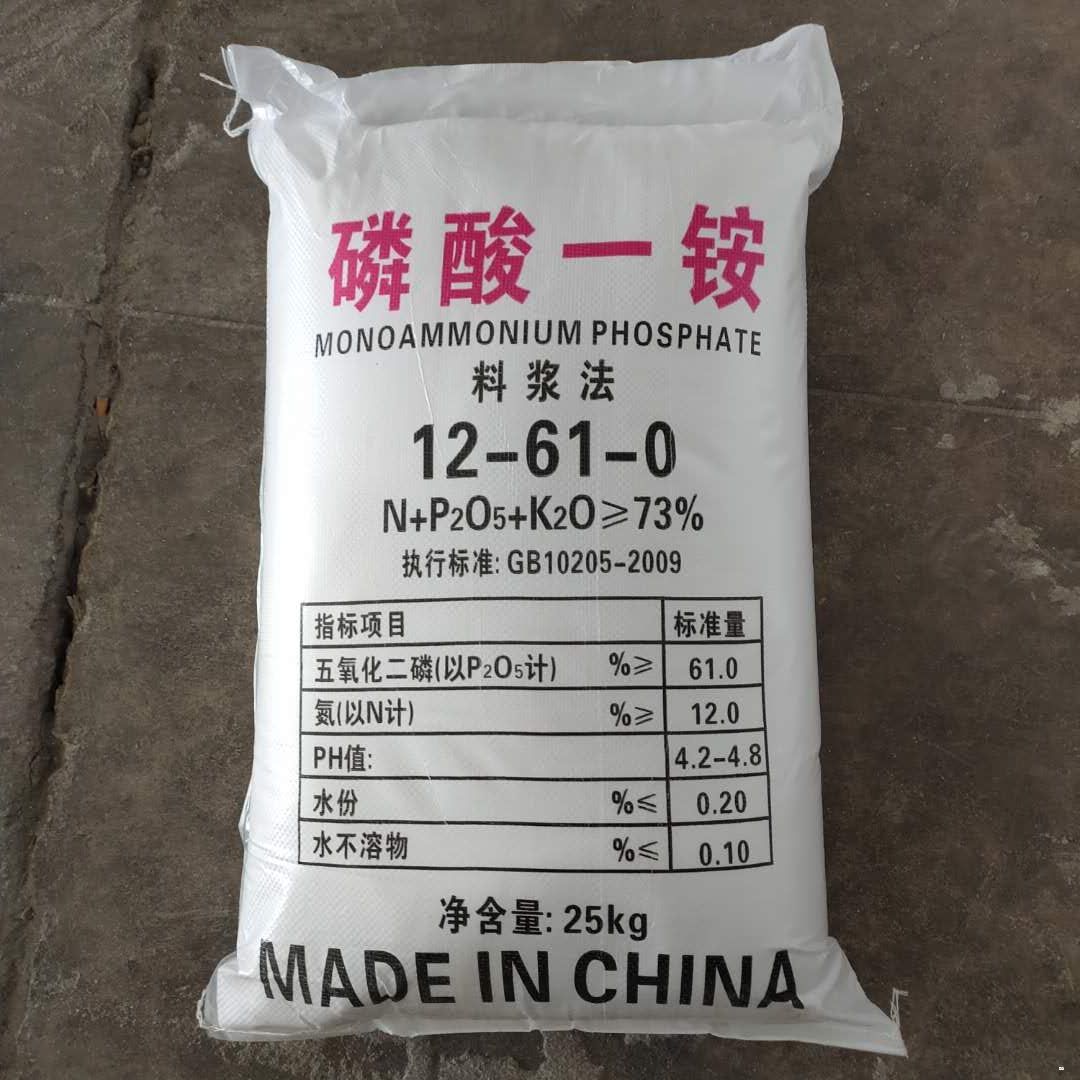 磷酸一铵
MONOAMMONIUM PHOSPHATE
料浆法
12-61-0
N+P2O5+K2O≥73%
执行标准: GB10205-2009
指标项目 标准量
五氧化二磷(以P2O5计) %≥ 61.0
氮(以N计) %≥ 12.0
PH值: 4.2-4.8
水份 %≤ 0.20
水不溶物 %≤ 0.10
净含量: 25kg
MADE IN CHINA